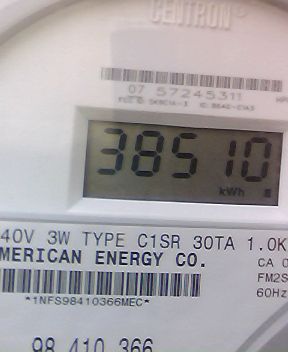 CENTRON®
07 57245311
38510
kWh
40V 3W TYPE C1SR 30TA 1.0K
MERICAN ENERGY CO.
CA 0
FM2S
60Hz
*1NFS98410366MEC*
98 410 366